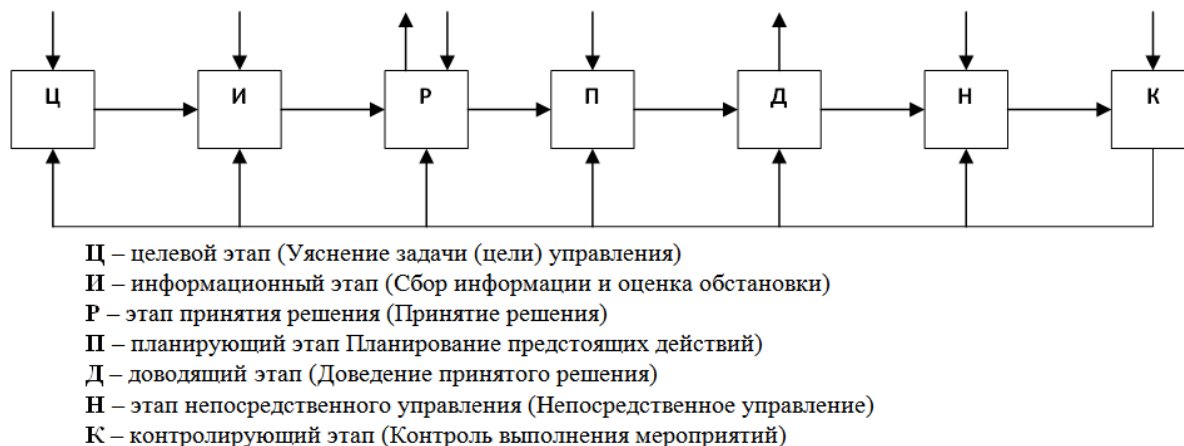 Ц И Р П Д Н К
Ц – целевой этап (Уяснение задачи (цели) управления)
И – информационный этап (Сбор информации и оценка обстановки)
Р – этап принятия решения (Принятие решения)
П – планирующий этап Планирование предстоящих действий)
Д – доводящий этап (Доведение принятого решения)
Н – этап непосредственного управления (Непосредственное управление)
К – контролирующий этап (Контроль выполнения мероприятий)